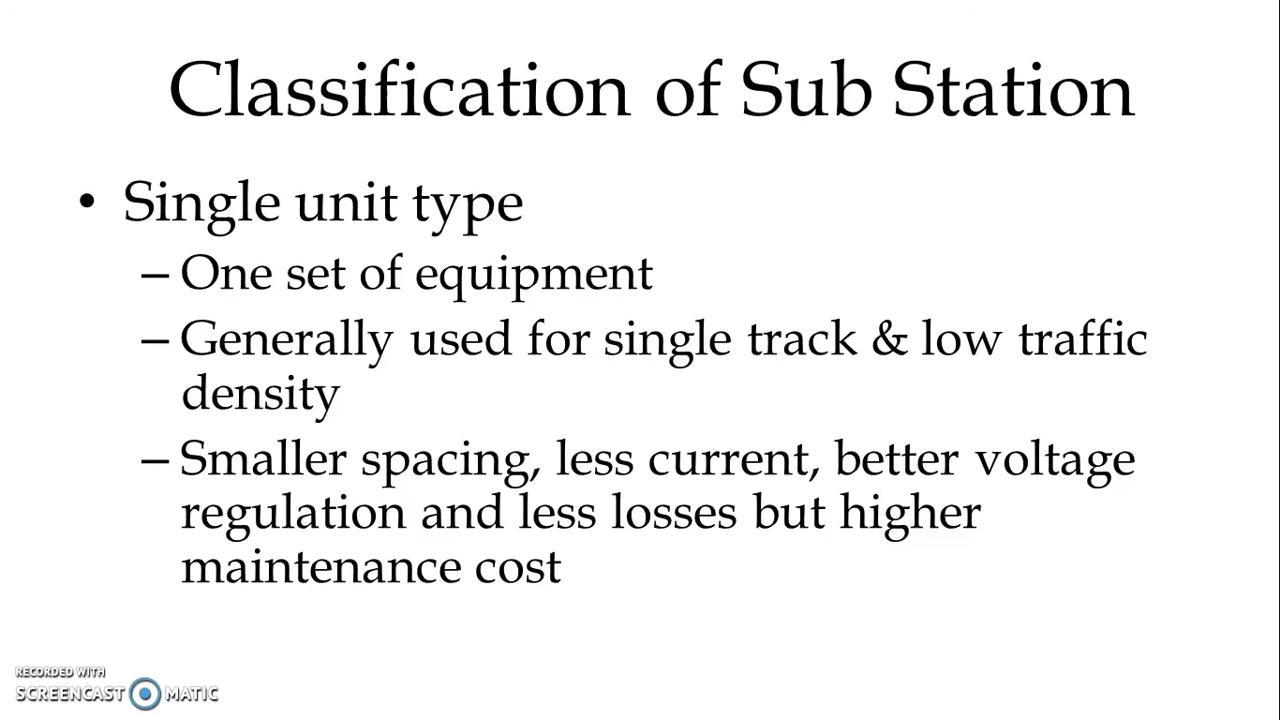 Classification of Sub Station
• Single unit type
– One set of equipment
– Generally used for single track & low traffic
density
– Smaller spacing, less current, better voltage
regulation and less losses but higher
maintenance cost
RECORDED WITH
SCREENCAST MATIC